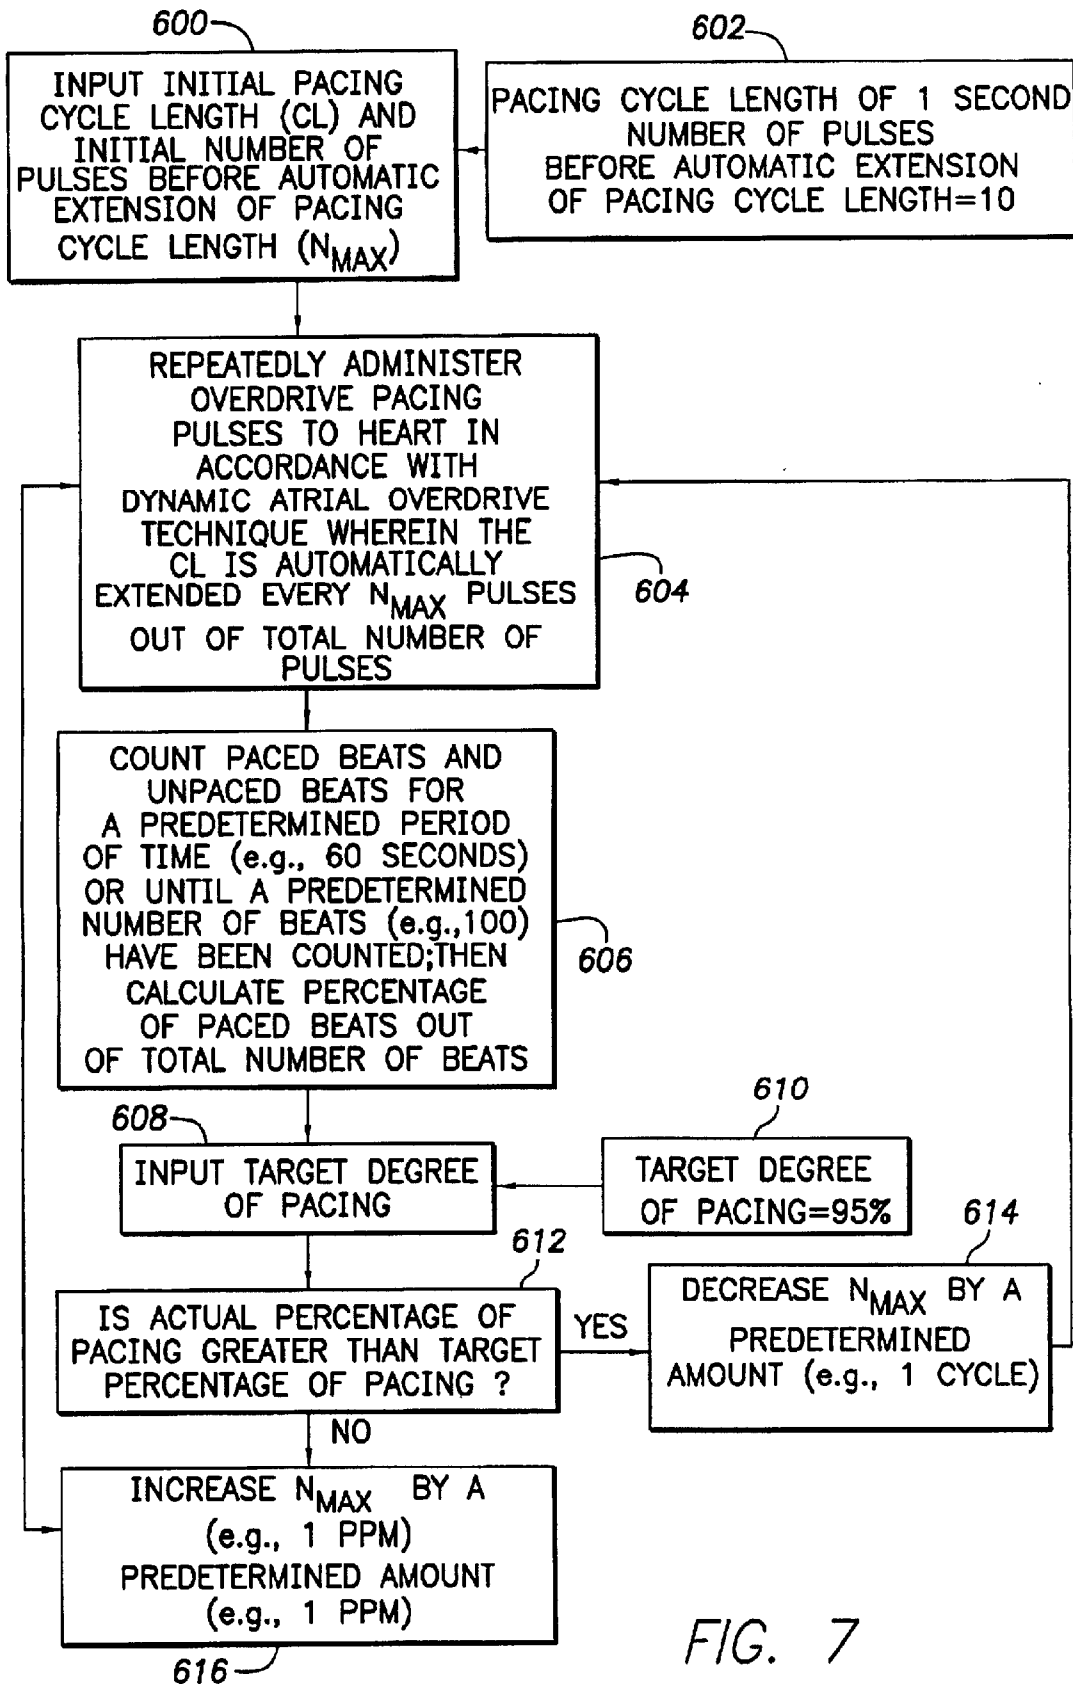 600
INPUT INITIAL PACING
CYCLE LENGTH (CL) AND
INITIAL NUMBER OF
PULSES BEFORE AUTOMATIC
EXTENSION OF PACING
CYCLE LENGTH (NMAX)
602
PACING CYCLE LENGTH OF 1 SECOND
NUMBER OF PULSES
BEFORE AUTOMATIC EXTENSION
OF PACING CYCLE LENGTH=10
REPEATEDLY ADMINISTER
OVERDRIVE PACING
PULSES TO HEART IN
ACCORDANCE WITH
DYNAMIC ATRIAL OVERDRIVE
TECHNIQUE WHEREIN THE
CL IS AUTOMATICALLY
EXTENDED EVERY NMAX PULSES
OUT OF TOTAL NUMBER OF
PULSES
604
COUNT PACED BEATS AND
UNPACED BEATS FOR
A PREDETERMINED PERIOD
OF TIME (e.g., 60 SECONDS)
OR UNTIL A PREDETERMINED
NUMBER OF BEATS (e.g.,100)
HAVE BEEN COUNTED;THEN
CALCULATE PERCENTAGE
OF PACED BEATS OUT
OF TOTAL NUMBER OF BEATS
606
608
INPUT TARGET DEGREE
OF PACING
610
TARGET DEGREE
OF PACING=95%
612
IS ACTUAL PERCENTAGE OF
PACING GREATER THAN TARGET
PERCENTAGE OF PACING ?
YES
614
DECREASE NMAX BY A
PREDETERMINED
AMOUNT (e.g., 1 CYCLE)
NO
INCREASE NMAX BY A
(e.g., 1 PPM)
PREDETERMINED AMOUNT
(e.g., 1 PPM)
616
FIG. 7